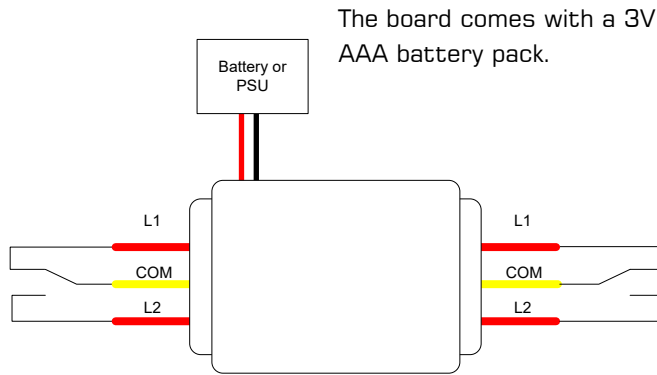 The board comes with a 3V
AAA battery pack.
Battery or
PSU
L1
L1
COM
COM
L2
L2